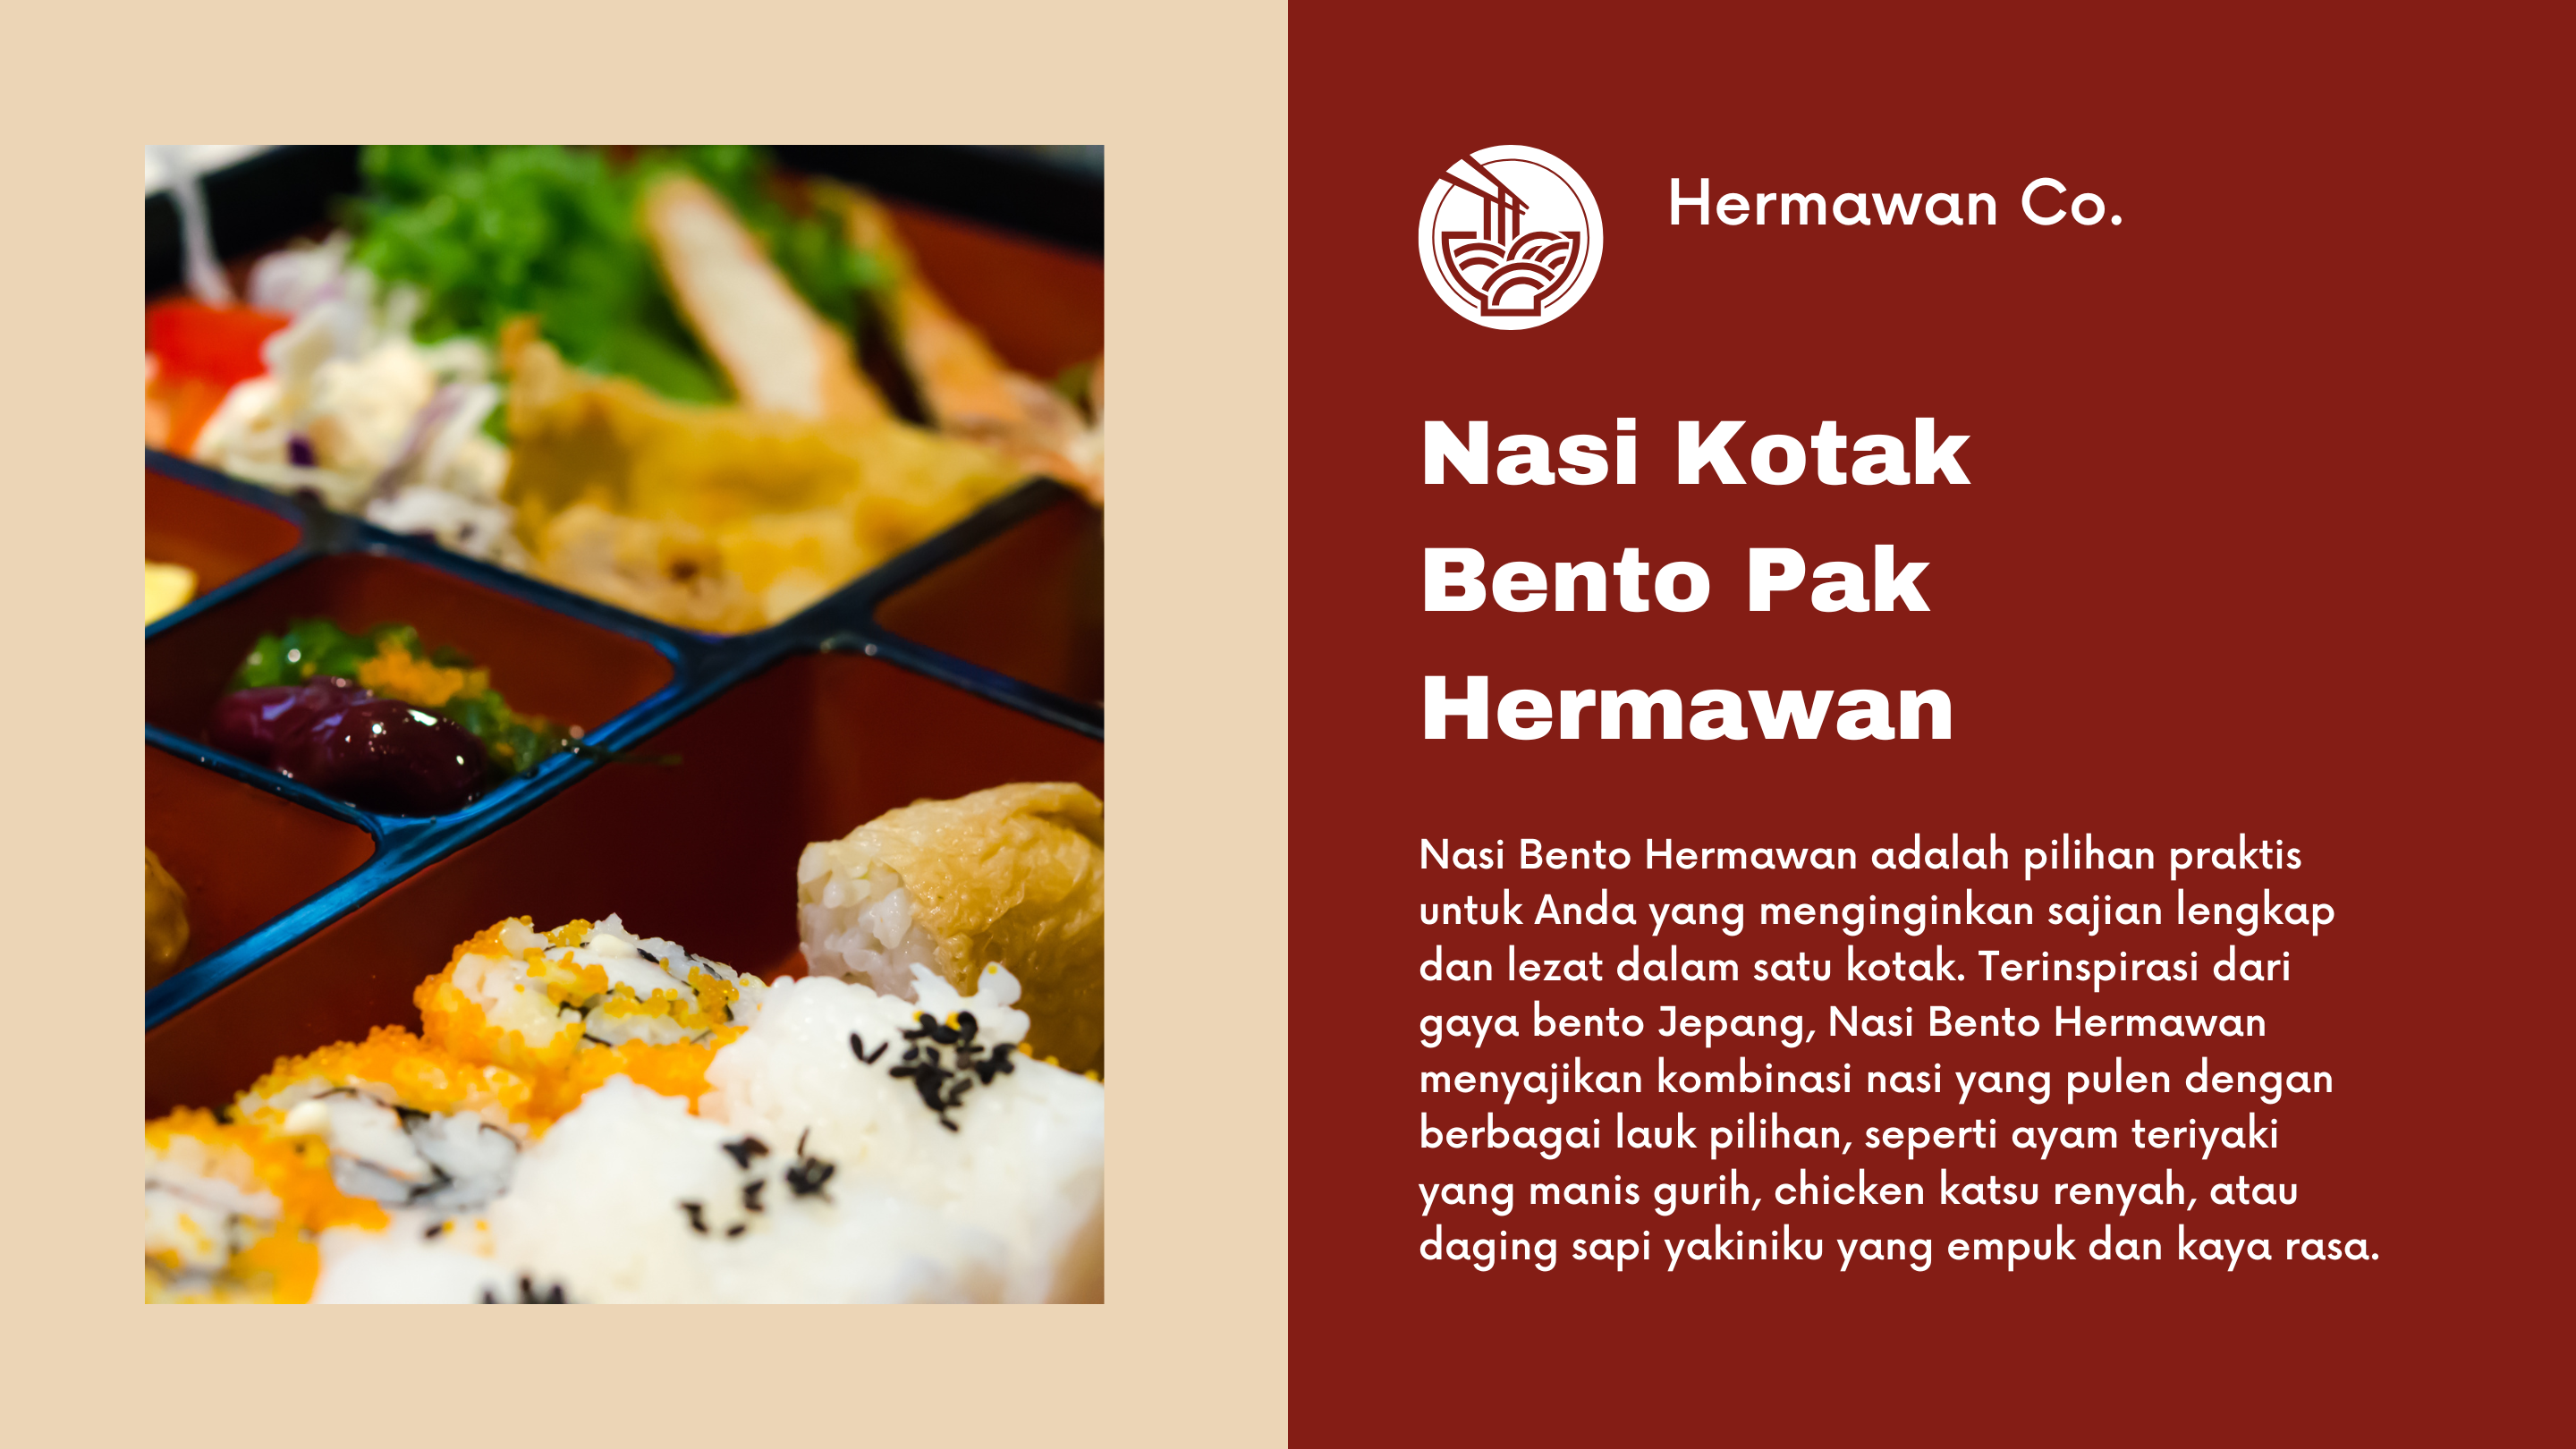 Hermawan Co.
Nasi Kotak
Bento Pak
Hermawan
Nasi Bento Hermawan adalah pilihan praktis
untuk Anda yang menginginkan sajian lengkap
dan lezat dalam satu kotak. Terinspirasi dari
gaya bento Jepang, Nasi Bento Hermawan
menyajikan kombinasi nasi yang pulen dengan
berbagai lauk pilihan, seperti ayam teriyaki
yang manis gurih, chicken katsu renyah, atau
daging sapi yakiniku yang empuk dan kaya rasa.